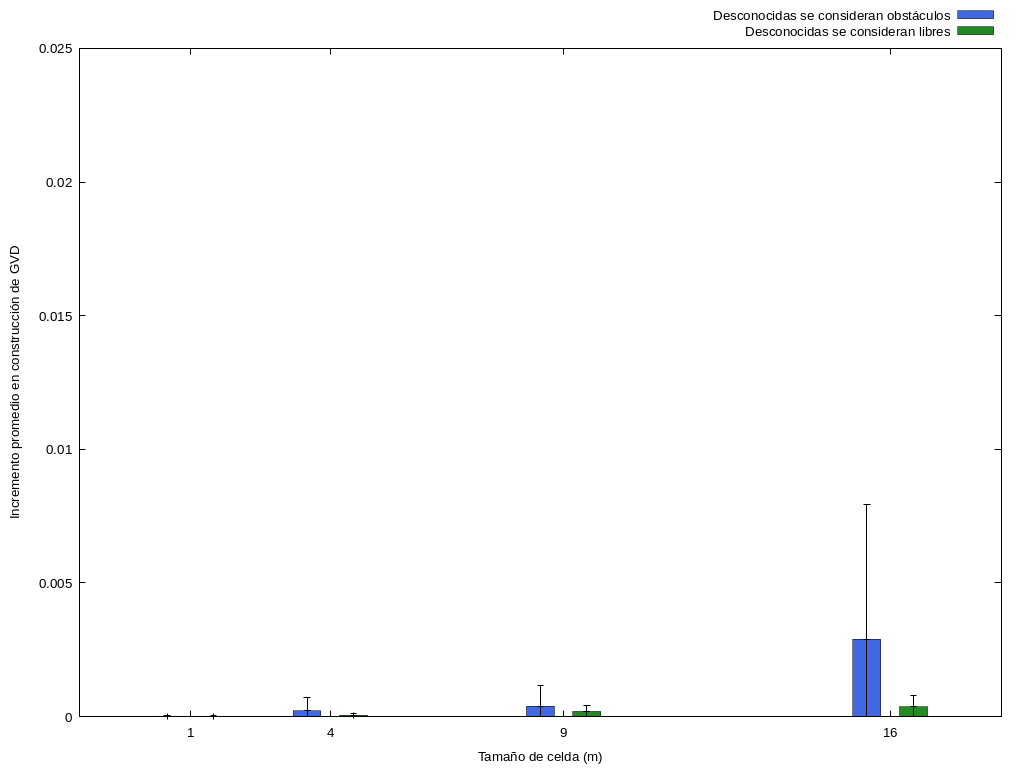 Desconocidas se consideran obstáculos
Desconocidas se consideran libres
0.025
0.02
0.015
0.01
0.005
0
Incremento promedio en construcción de GVD
1 4 9 16
Tamaño de celda (m)